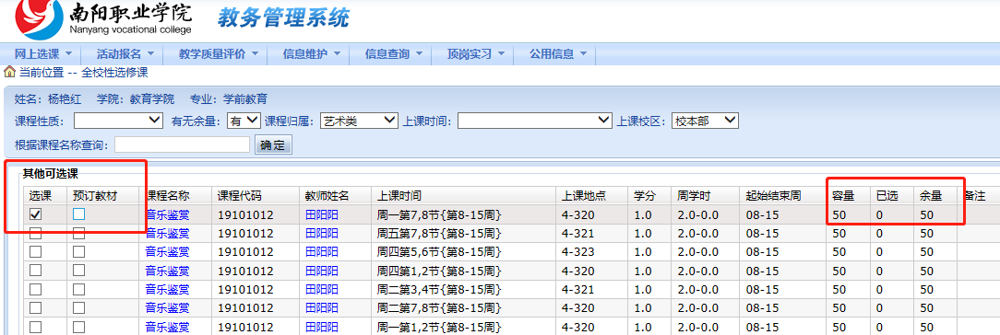 南阳职业学院 教务管理系统
Nanyang vocational college
网上选课 活动报名 教学质量评价 信息维护 信息查询 顶岗实习 公用信息
当前位置 -- 全校性选修课
姓名：杨艳红 学院：教育学院 专业：学前教育
课程性质： 有无余量：有 课程归属：艺术类 上课时间： 上课校区：校本部
根据课程名称查询： 确定
其他可选课
选课 预订教材 课程名称 课程代码 教师姓名 上课时间 上课地点 学分 周学时 起始结束周 容量 已选 余量 备注
音乐鉴赏 19101012 田阳阳 周一第7,8节{第8-15周} 4-320 1.0 2.0-0.0 08-15 50 0 50
音乐鉴赏 19101012 田阳阳 周五第7,8节{第8-15周} 4-321 1.0 2.0-0.0 08-15 50 0 50
音乐鉴赏 19101012 田阳阳 周四第5,6节{第8-15周} 4-323 1.0 2.0-0.0 08-15 50 0 50
音乐鉴赏 19101012 田阳阳 周四第1,2节{第8-15周} 4-320 1.0 2.0-0.0 08-15 50 0 50
音乐鉴赏 19101012 田阳阳 周二第3,4节{第8-15周} 4-321 1.0 2.0-0.0 08-15 50 0 50
音乐鉴赏 19101012 田阳阳 周二第7,8节{第8-15周} 4-320 1.0 2.0-0.0 08-15 50 0 50
音乐鉴赏 19101012 田阳阳 周一第1,2节{第8-15周} 4-320 1.0 2.0-0.0 08-15 50 0 50